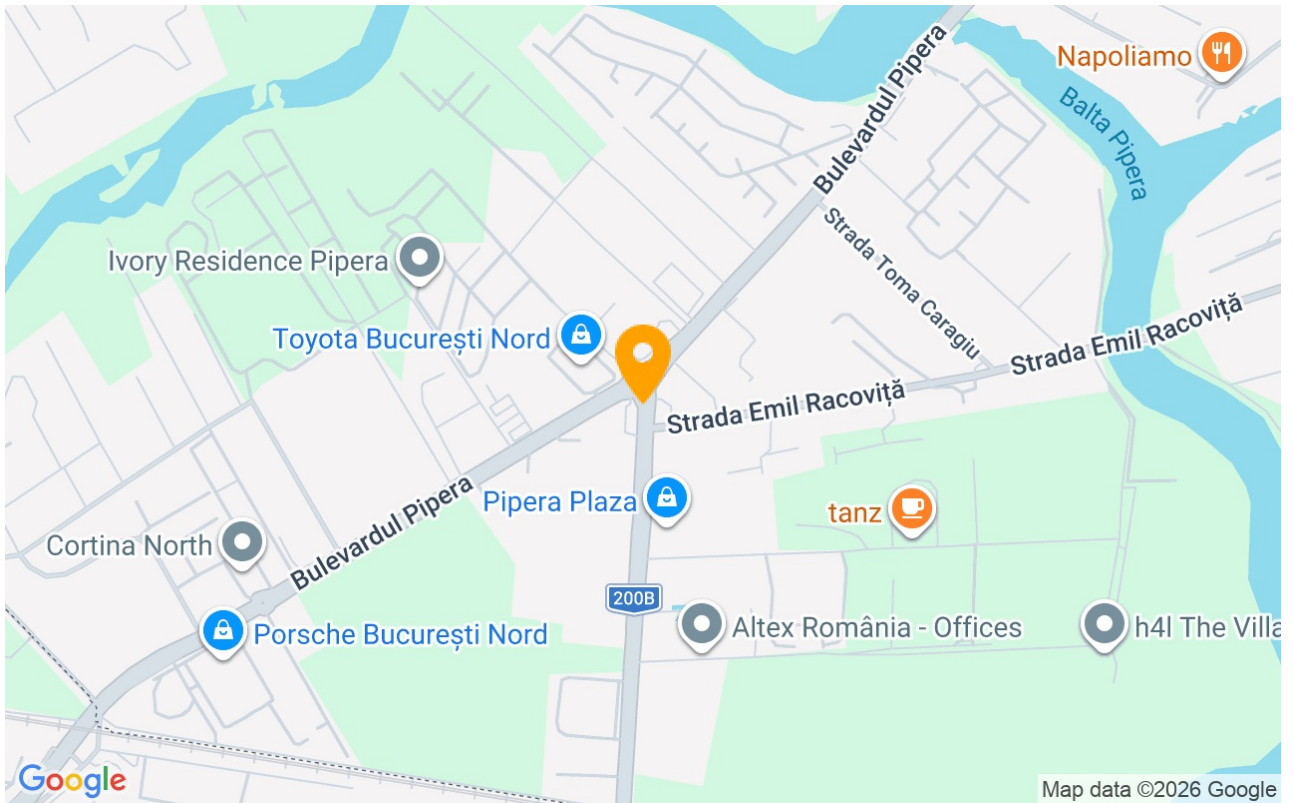 Napoliamo
Bulevardul Pipera
Balta Pipera
Ivory Residence Pipera
Strada Toma Caragiu
Toyota București Nord
Strada Emil Racoviță
Strada Emil Racoviță
Pipera Plaza
tanz
Bulevardul Pipera
Cortina North
200B
Porsche București Nord
Altex România - Offices
h4l The Villa
Google
Map data ©2026 Google